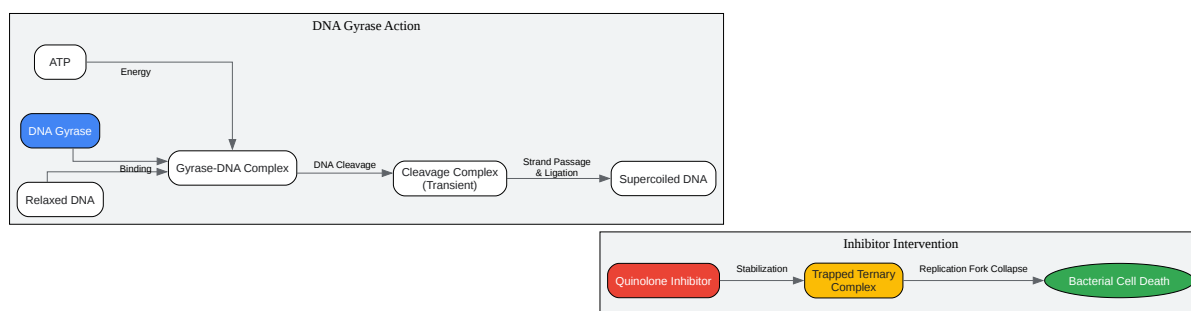 DNA Gyrase Action
ATP
Energy
DNA Gyrase
Binding
Relaxed DNA
Gyrase-DNA Complex
DNA Cleavage
Cleavage Complex
(Transient)
Strand Passage
& Ligation
Supercoiled DNA
Inhibitor Intervention
Quinolone Inhibitor
Stabilization
Trapped Ternary
Complex
Replication Fork Collapse
Bacterial Cell Death